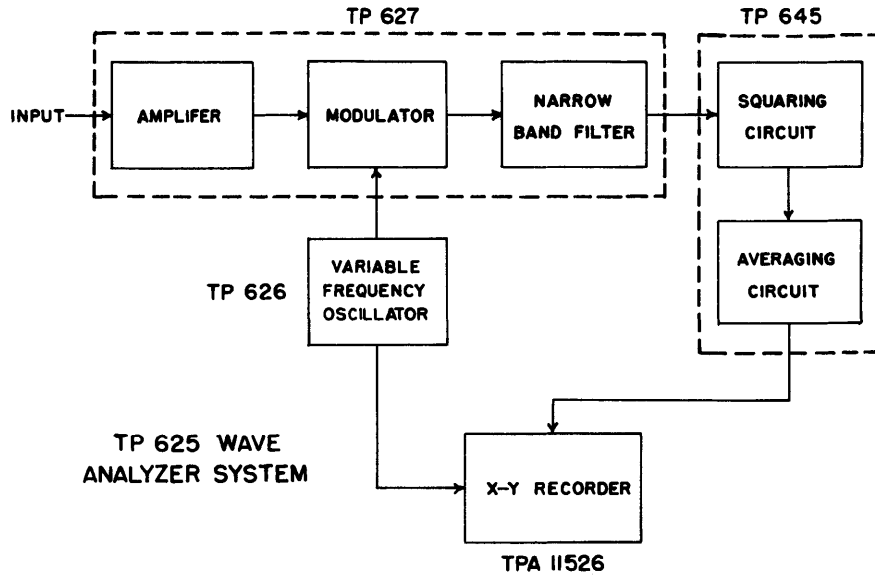 TP 627
TP 645
INPUT
AMPLIFER
MODULATOR
NARROW
BAND FILTER
SQUARING
CIRCUIT
TP 626
VARIABLE
FREQUENCY
OSCILLATOR
AVERAGING
CIRCUIT
TP 625 WAVE
ANALYZER SYSTEM
X-Y RECORDER
TPA 11526